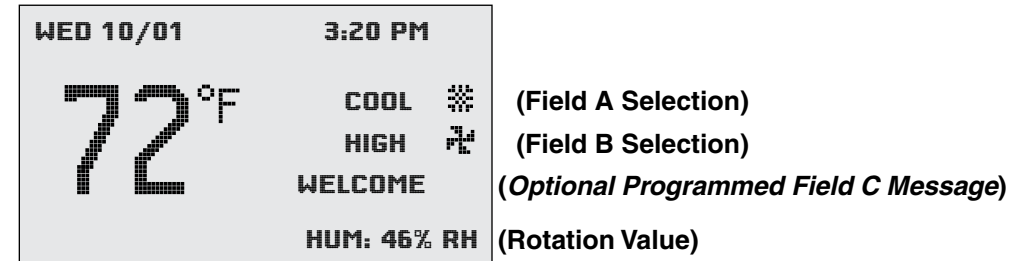 WED 10/01 3:20 PM
72°F
COOL (Field A Selection)
HIGH (Field B Selection)
WELCOME (Optional Programmed Field C Message)
HUM: 46% RH (Rotation Value)